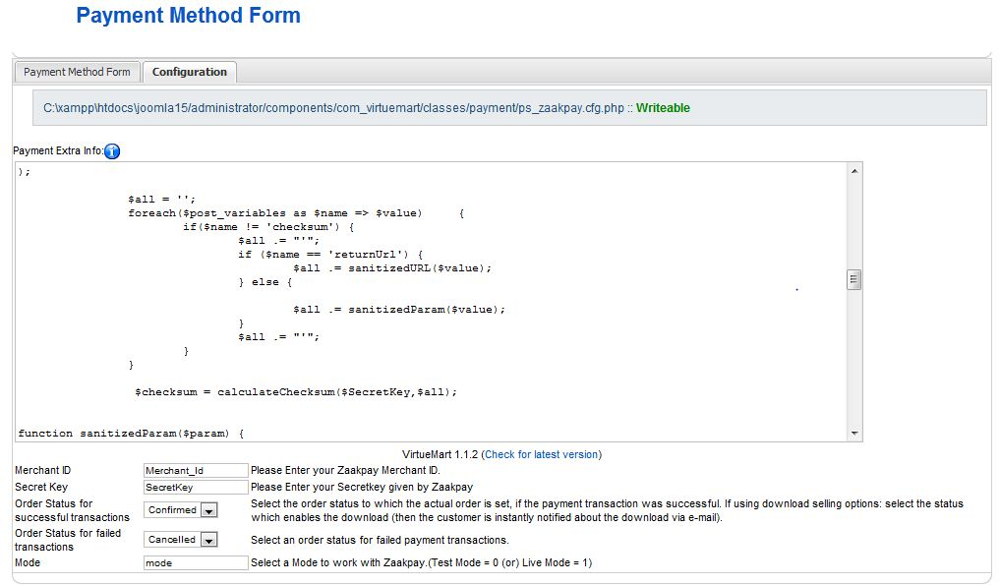 Payment Method Form
Payment Method Form Configuration
C:\xampp\htdocs\joomla15/administrator/components/com_virtuemart/classes/payment/ps_zaakpay.cfg.php :: Writeable
Payment Extra Info:
);
$all = '';
foreach($post_variables as $name => $value) {
if($name != 'checksum') {
$all .= "'";
if ($name == 'returnUrl') {
$all .= sanitizedURL($value);
} else {
$all .= sanitizedParam($value);
}
$all .= "'";
}
}
$checksum = calculateChecksum($SecretKey,$all);
function sanitizedParam($param) {
VirtueMart 1.1.2 (Check for latest version)
Merchant ID Merchant_Id Please Enter your Zaakpay Merchant ID.
Secret Key SecretKey Please Enter your Secretkey given by Zaakpay
Order Status for successful transactions Confirmed Select the order status to which the actual order is set, if the payment transaction was successful. If using download selling options: select the status
which enables the download (then the customer is instantly notified about the download via e-mail).
Order Status for failed transactions Cancelled Select an order status for failed payment transactions.
Mode mode Select a Mode to work with Zaakpay.(Test Mode = 0 (or) Live Mode = 1)